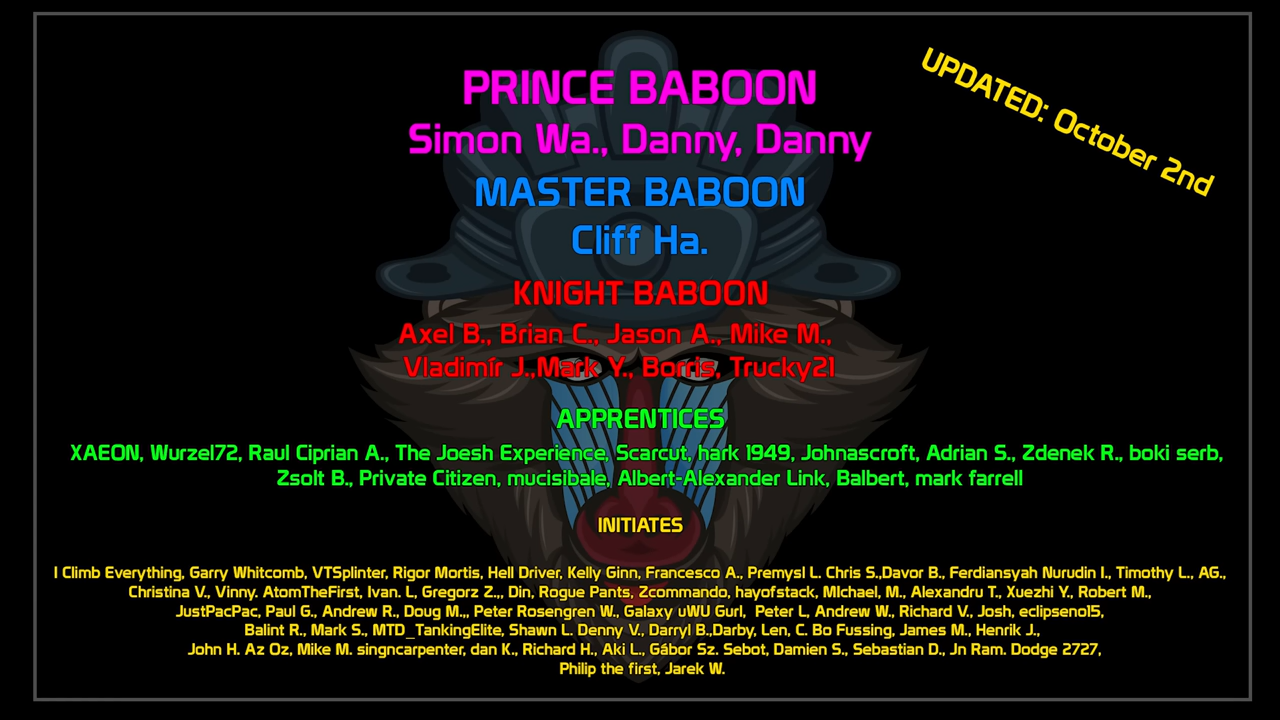 PRINCE BABOON
UPDATED: October 2nd
Simon Wa., Danny, Danny
MASTER BABOON
Cliff Ha.
KNIGHT BABOON
Axel B., Brian C., Jason A., Mike M.,
Vladimír J.,Mark Y., Borris, Trucky21
APPRENTICES
XAEON, Wurzel72, Raul Ciprian A., The Joesh Experience, Scarcut, hark 1949, Johnascroft, Adrian S., Zdenek R., boki serb,
Zsolt B., Private Citizen, mucisibale, Albert-Alexander Link, Balbert, mark farrell
INITIATES
I Climb Everything, Garry Whitcomb, VTSplinter, Rigor Mortis, Hell Driver, Kelly Ginn, Francesco A., Premysl L. Chris S.,Davor B., Ferdiansyah Nurudin I., Timothy L., AG.,
Christina V., Vinny. AtomTheFirst, Ivan. L, Gregorz Z.,, Din, Rogue Pants, Zcommando, hayofstack, MIchael, M., Alexandru T., Xuezhi Y., Robert M.,
JustPacPac, Paul G., Andrew R., Doug M.,, Peter Rosengren W., Galaxy uWU Gurl, Peter L, Andrew W., Richard V., Josh, eclipseno15,
Balint R., Mark S., MTD_TankingElite, Shawn L. Denny V., Darryl B.,Darby, Len, C. Bo Fussing, James M., Henrik J.,
John H. Az Oz, Mike M. singncarpenter, dan K., Richard H., Aki L., Gábor Sz. Sebot, Damien S., Sebastian D., Jn Ram. Dodge 2727,
Philip the first, Jarek W.